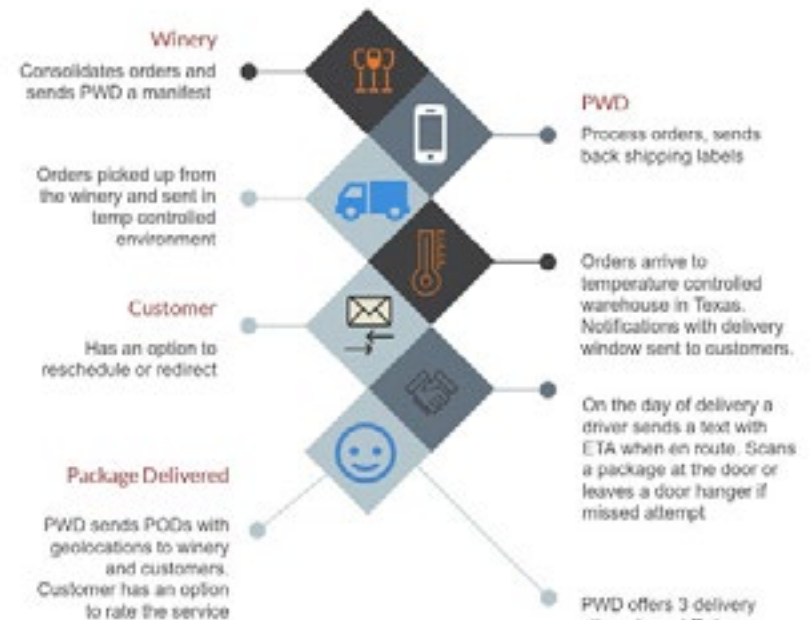 Winery
Consolidates orders and
sends PWD a manifest
PWD
Process orders, sends
back shipping labels
Orders picked up from
the winery and sent in
temp controlled
environment
Orders arrive to
temperature controlled
warehouse in Texas.
Notifications with delivery
window sent to customers.
Customer
Has an option to
reschedule or redirect
On the day of delivery a
driver sends a text with
ETA when en route. Scans
a package at the door or
leaves a door hanger if
missed attempt
Package Delivered
PWD sends PODs with
geolocations to winery
and customers.
Customer has an option
to rate the service
PWD offers 3 delivery